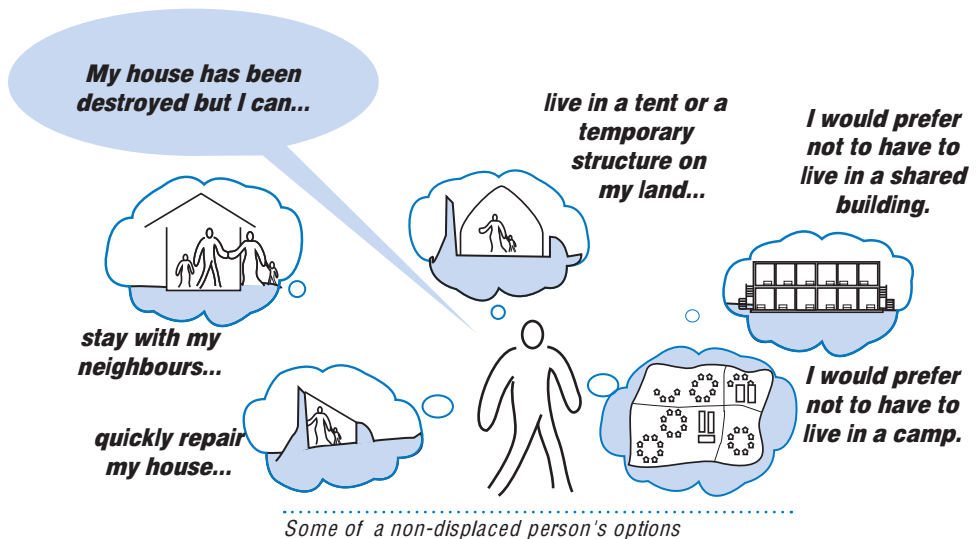 My house has been
destroyed but I can...
live in a tent or a
temporary
structure on
my land...
I would prefer
not to have to
live in a shared
building.
stay with my
neighbours...
quickly repair
my house...
I would prefer
not to have to
live in a camp.
Some of a non-displaced person's options